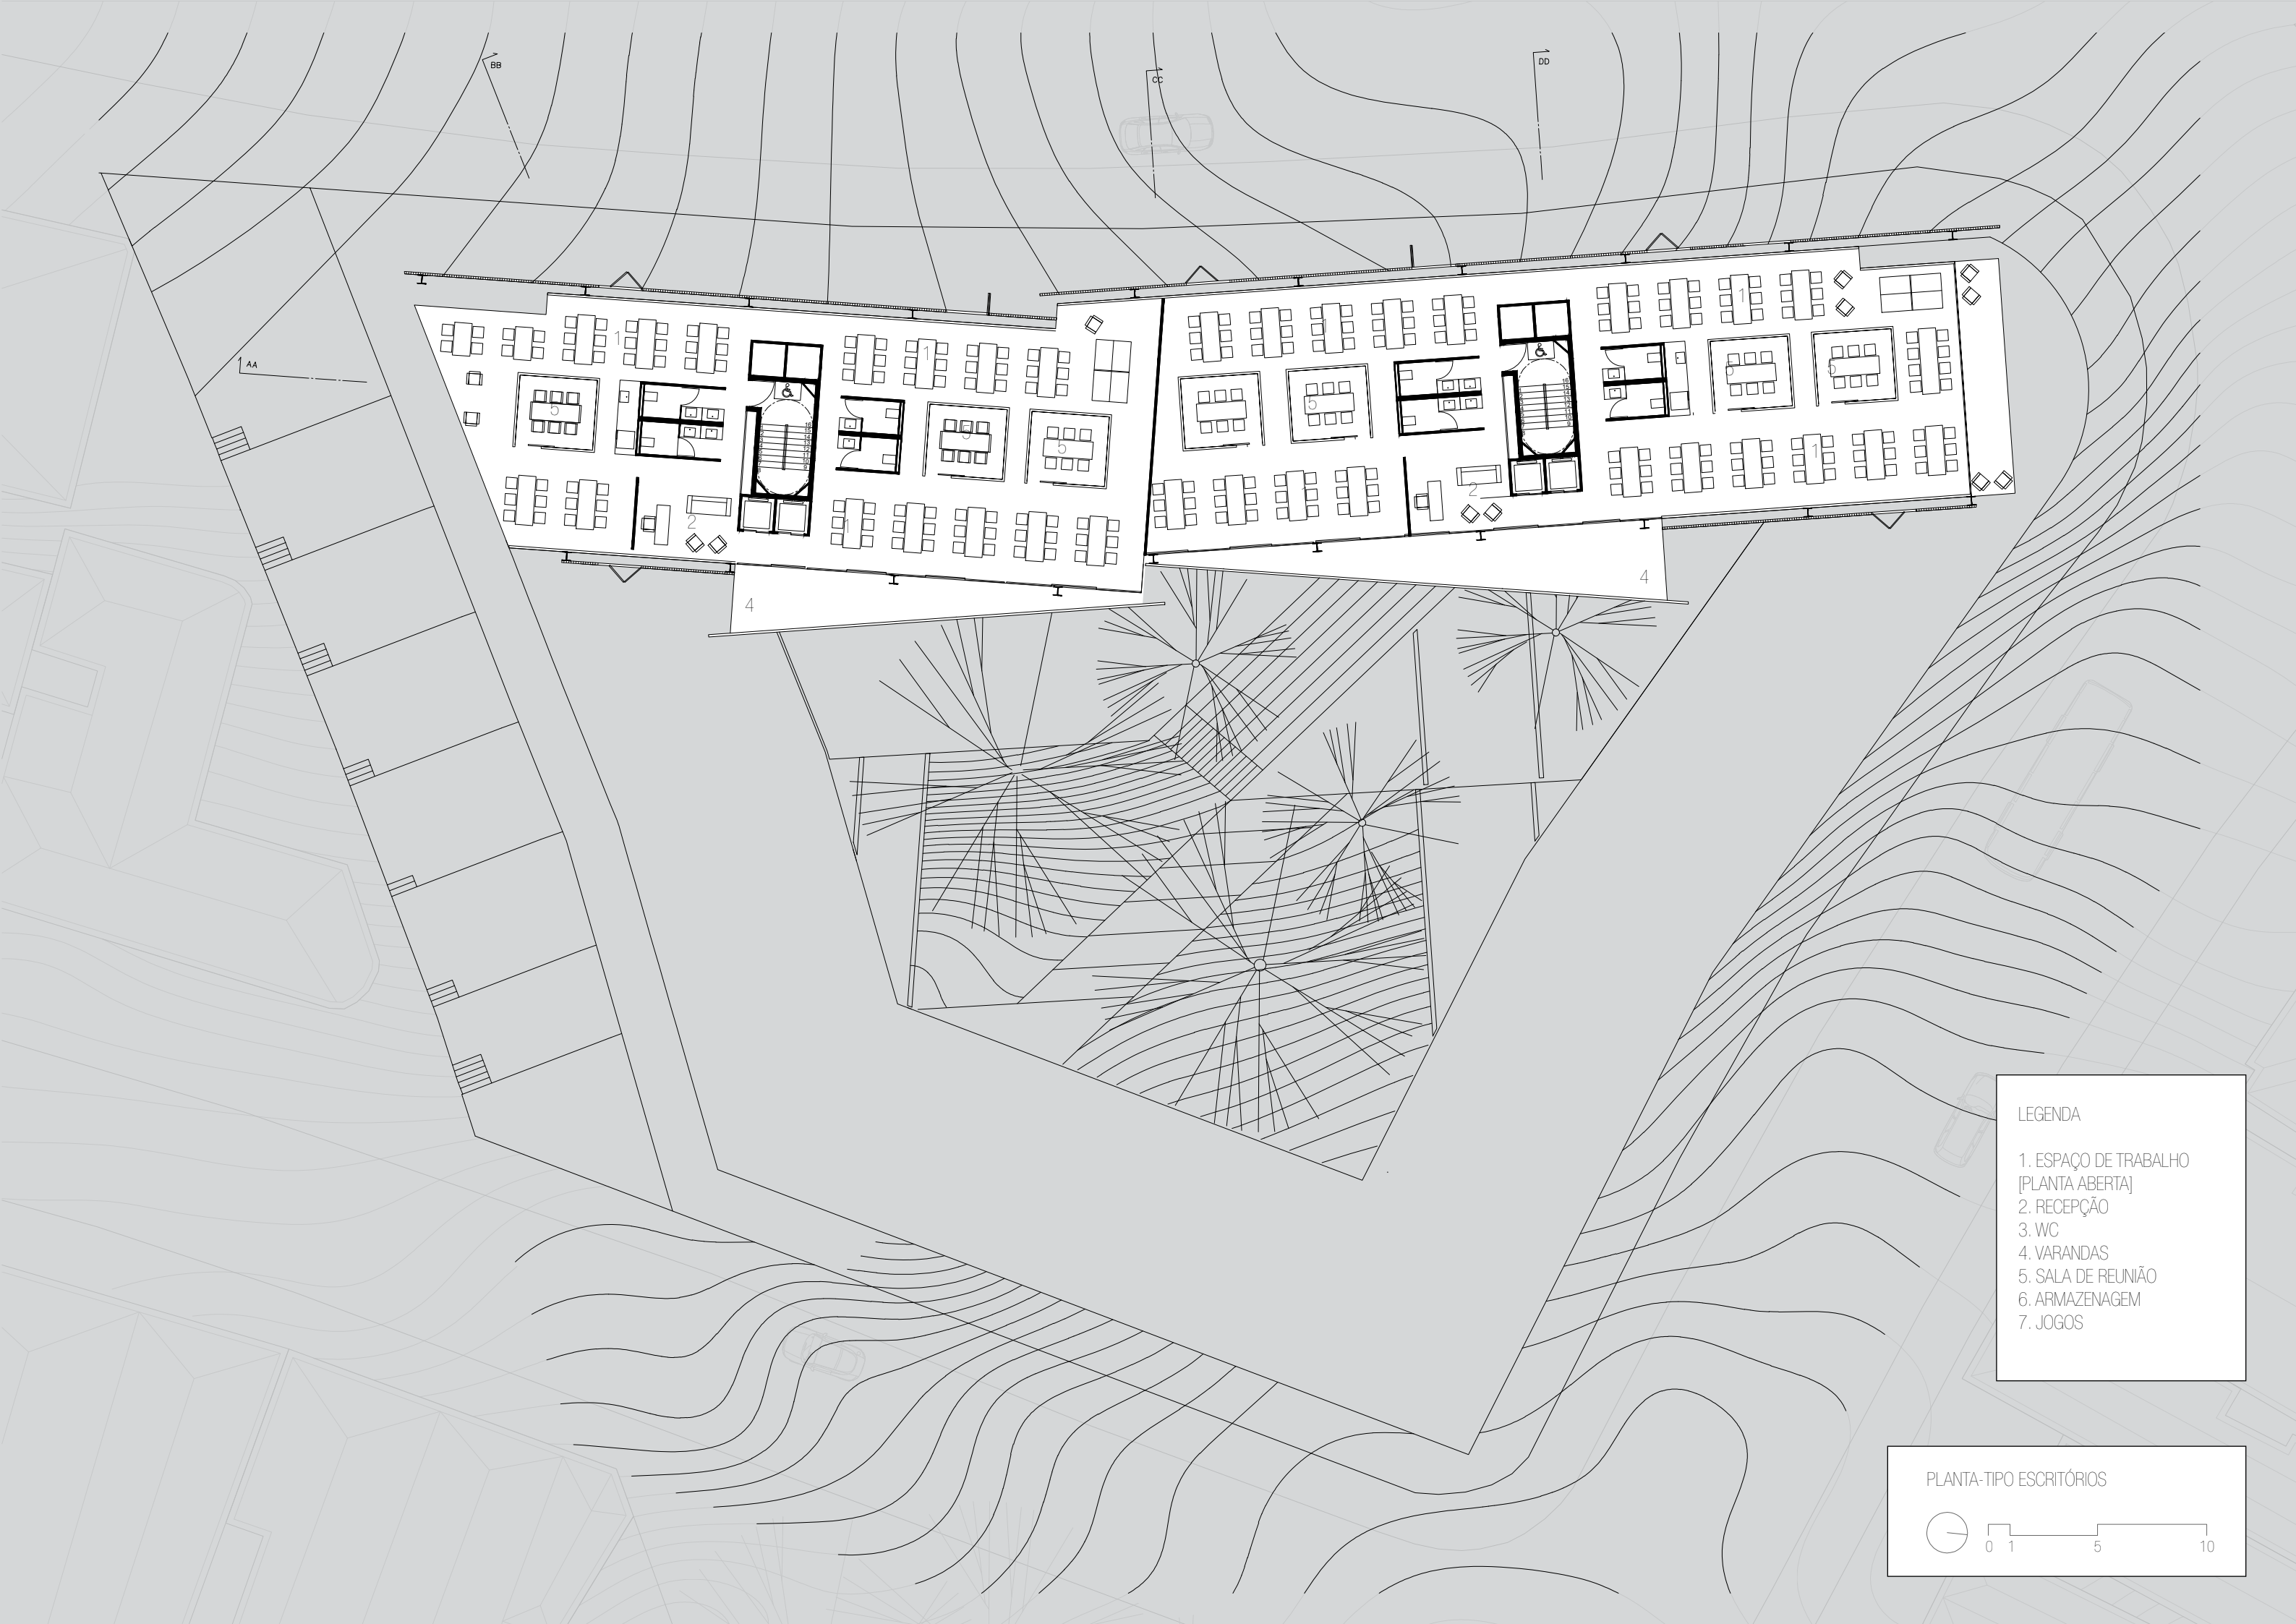 BB
CC
DD
AA
1
1
1
1
5
5
5
5
5
5
2
1
2
1
4
4
LEGENDA
1. ESPAÇO DE TRABALHO
[PLANTA ABERTA]
2. RECEPÇÃO
3. WC
4. VARANDAS
5. SALA DE REUNIÃO
6. ARMAZENAGEM
7. JOGOS
PLANTA-TIPO ESCRITÓRIOS
0 1 5 10